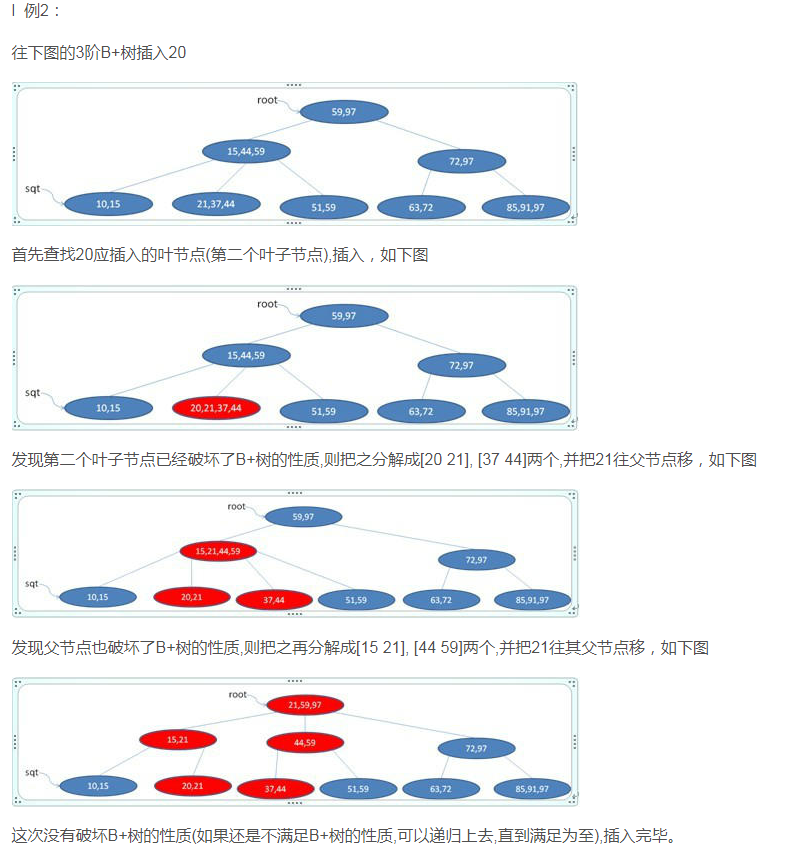 l 例2：
往下图的3阶B+树插入20
root
59,97
15,44,59
72,97
sqt
10,15
21,37,44
51,59
63,72
85,91,97
首先查找20应插入的叶节点(第二个叶子节点),插入，如下图
root
59,97
15,44,59
72,97
sqt
10,15
20,21,37,44
51,59
63,72
85,91,97
发现第二个叶子节点已经破坏了B+树的性质,则把之分解成[20 21], [37 44]两个,并把21往父节点移，如下图
root
59,97
15,21,44,59
72,97
sqt
10,15
20,21
37,44
51,59
63,72
85,91,97
发现父节点也破坏了B+树的性质,则把之再分解成[15 21], [44 59]两个,并把21往其父节点移，如下图
root
21,59,97
15,21
44,59
72,97
sqt
10,15
20,21
37,44
51,59
63,72
85,91,97
这次没有破坏B+树的性质(如果还是不满足B+树的性质,可以递归上去,直到满足为至),插入完毕。